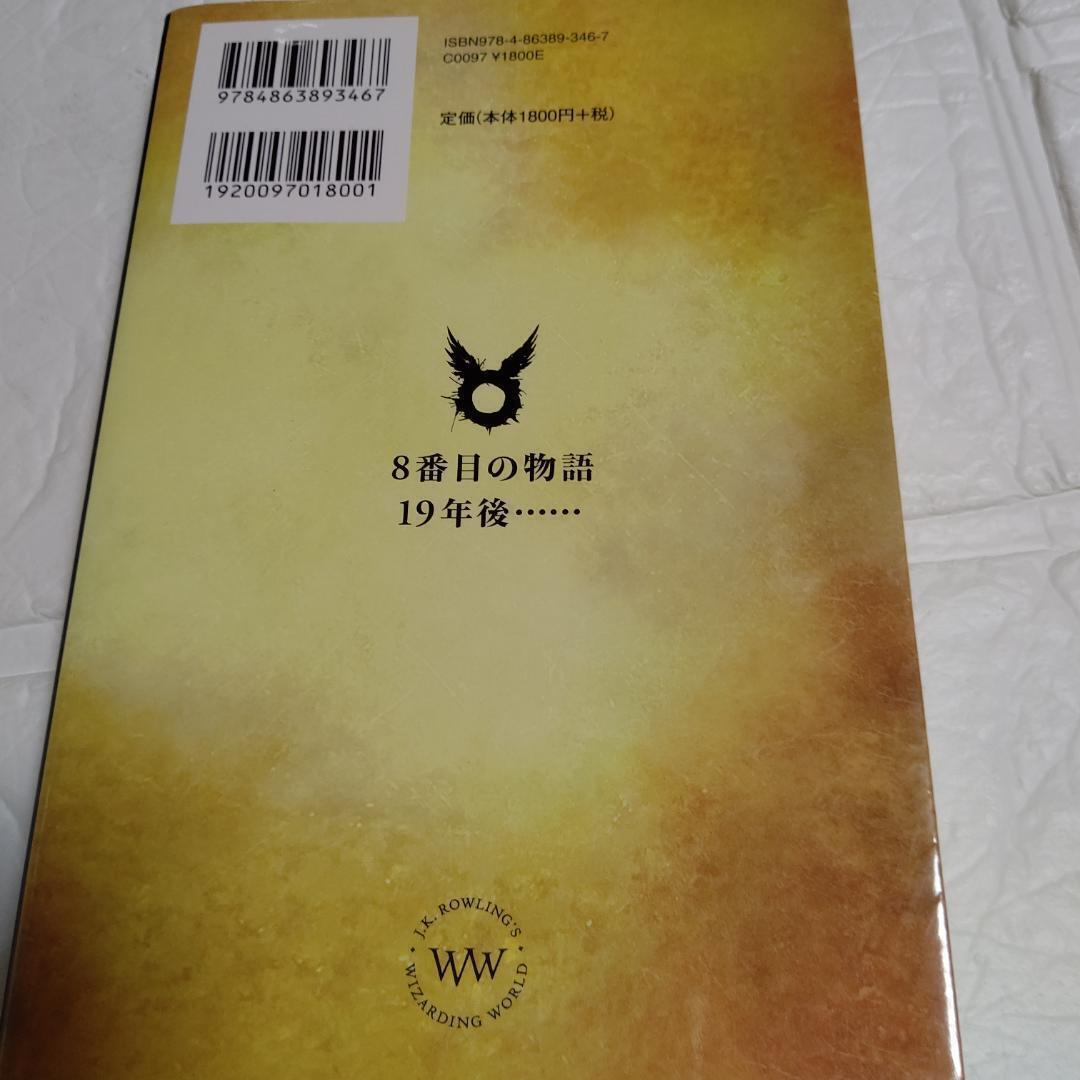 9784863893467
1920097018001
ISBN978-4-86389-346-7
C0097 ¥1800E
定価(本体1800円+税)
8番目の物語
19年後……
J.K. ROWLING'S
WW
WIZARDING WORLD